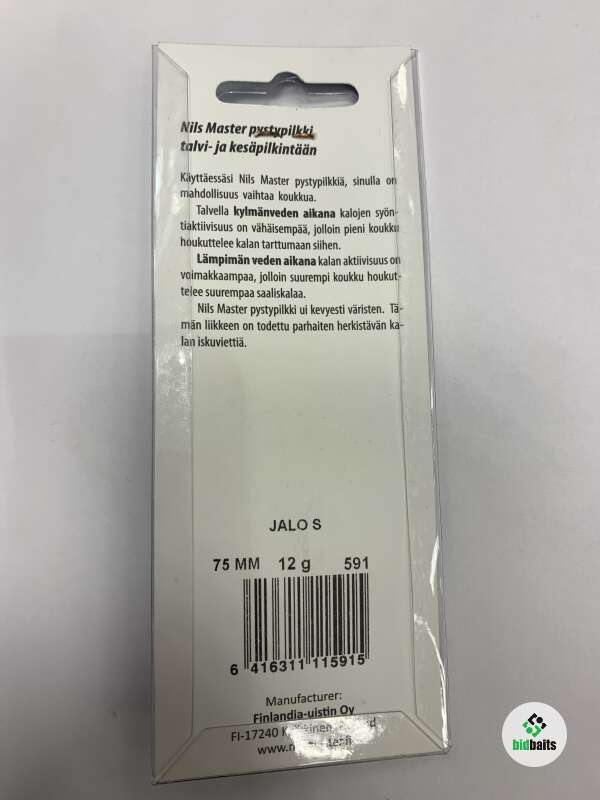 Nils Master pystypilkki
talvi- ja kesäpilkintään
Käyttäessäsi Nils Master pystypilkkiä, sinulla on
mahdollisuus vaihtaa koukkua.
Talvella kylmänveden aikana kalojen syön-
tiaktiivisuus on vähäisempää, jolloin pieni koukku
houkuttelee kalan tarttumaan siihen.
Lämpimän veden aikana kalan aktiivisuus on
voimakkaampaa, jolloin suurempi koukku houkut-
telee suurempaa saaliskalaa.
Nils Master pystypilkki ui kevyesti väristen. Tä-
män liikkeen on todettu parhaiten herkistävän ka-
lan iskuviettiä.
JALO S
75 MM 12 g 591
6 416311 115915
Manufacturer:
Finlandia-uistin Oy
FI-17240
bidbaits